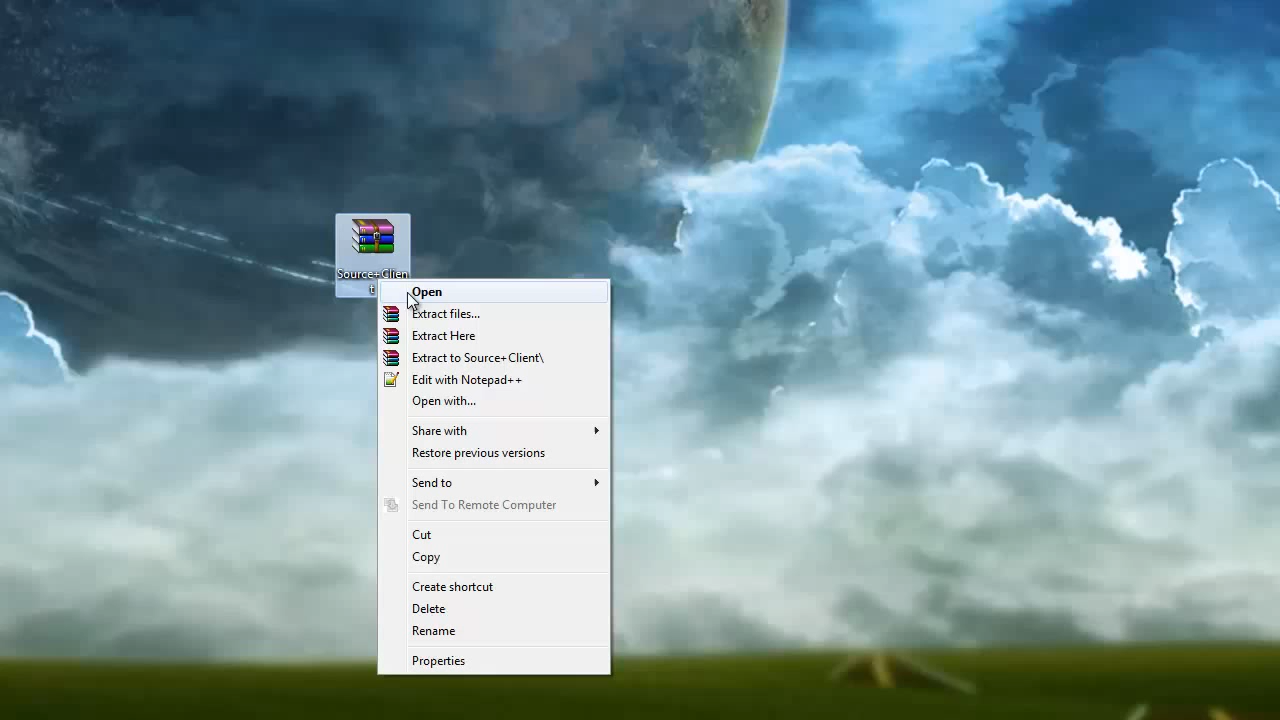 Source+Clien
t
Open
Extract files...
Extract Here
Extract to Source+Client\
Edit with Notepad++
Open with...
Share with
Restore previous versions
Send to
Send To Remote Computer
Cut
Copy
Create shortcut
Delete
Rename
Properties